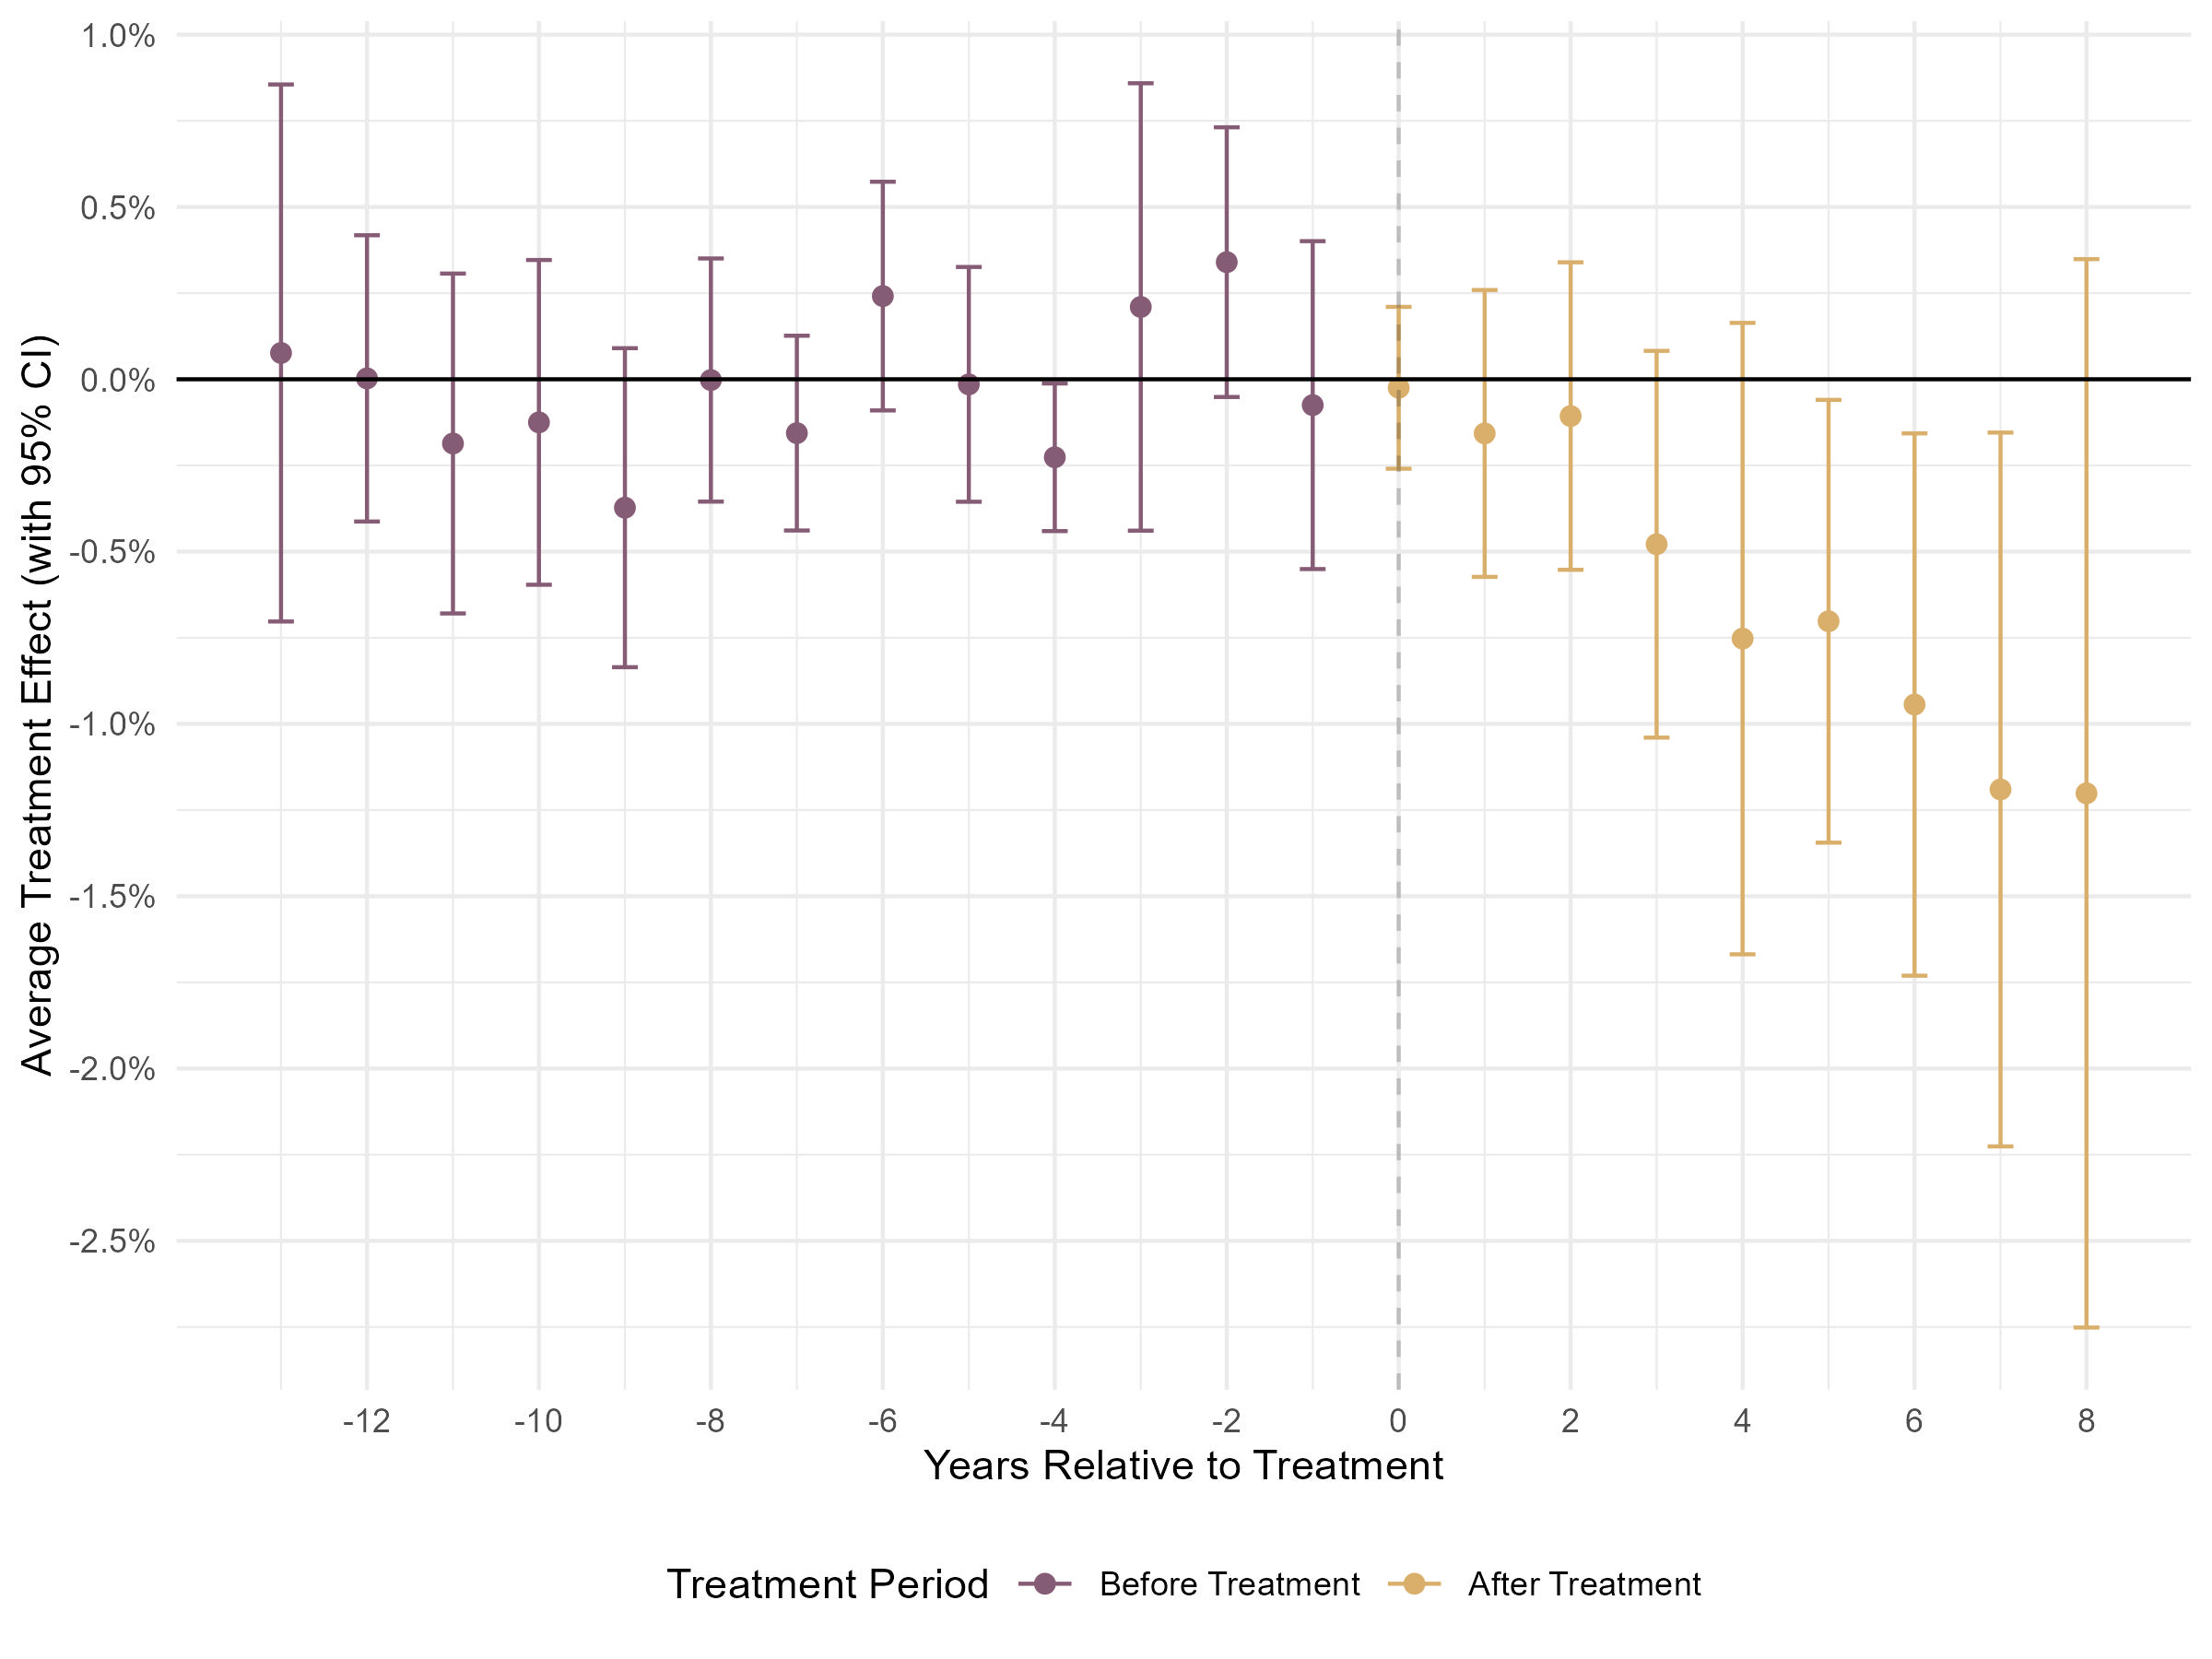 Average Treatment Effect (with 95% CI)
1.0%
0.5%
0.0%
-0.5%
-1.0%
-1.5%
-2.0%
-2.5%
-12 -10 -8 -6 -4 -2 0 2 4 6 8
Years Relative to Treatment
Treatment Period Before Treatment After Treatment